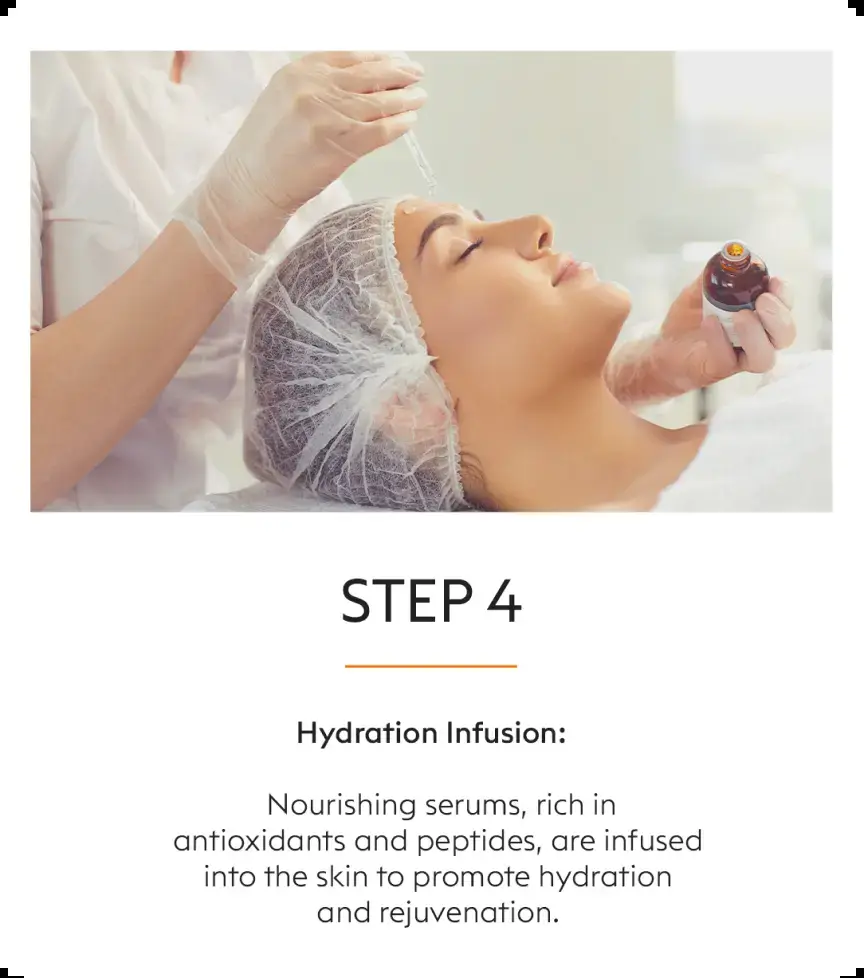 STEP 4
Hydration Infusion:
Nourishing serums, rich in
antioxidants and peptides, are infused
into the skin to promote hydration
and rejuvenation.